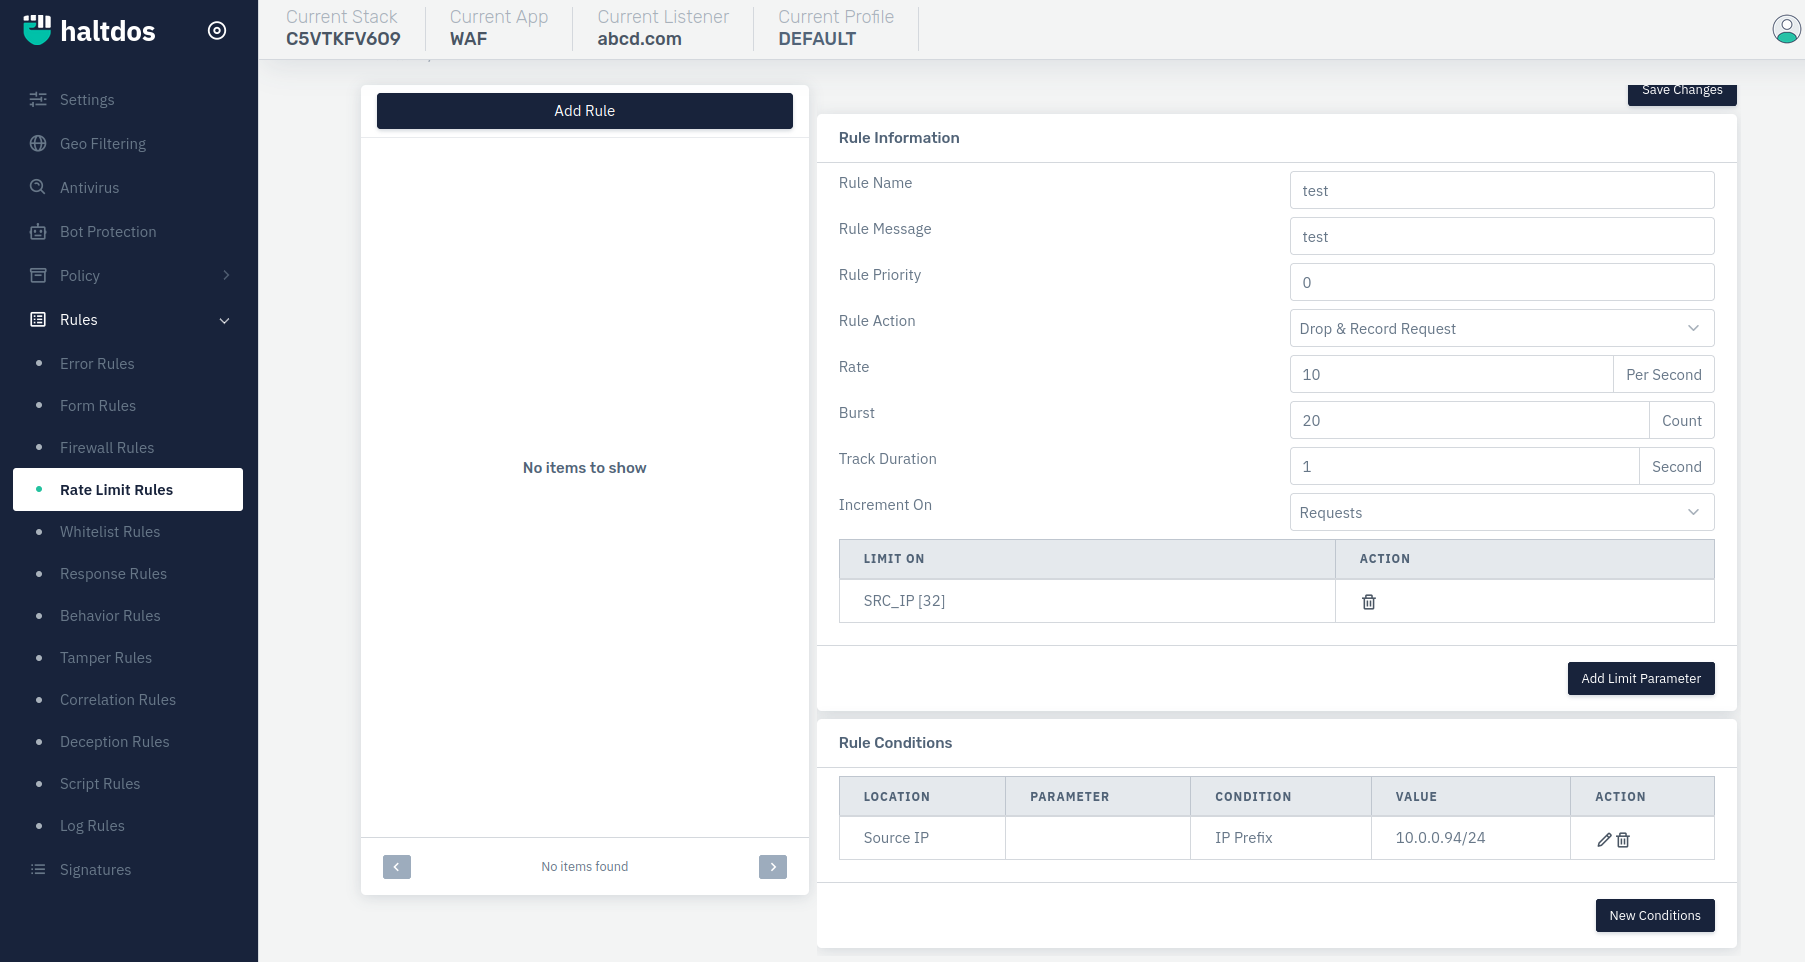 haltdos
Current Stack
C5VTKFV6O9
Current App
WAF
Current Listener
abcd.com
Current Profile
DEFAULT
Settings
Geo Filtering
Antivirus
Bot Protection
Policy
Rules
Error Rules
Form Rules
Firewall Rules
Rate Limit Rules
Whitelist Rules
Response Rules
Behavior Rules
Tamper Rules
Correlation Rules
Deception Rules
Script Rules
Log Rules
Signatures
Add Rule
No items to show
No items found
Save Changes
Rule Information
Rule Name
test
Rule Message
test
Rule Priority
0
Rule Action
Drop & Record Request
Rate
10 Per Second
Burst
20 Count
Track Duration
1 Second
Increment On
Requests
LIMIT ON ACTION
SRC_IP [32]
Add Limit Parameter
Rule Conditions
LOCATION PARAMETER CONDITION VALUE ACTION
Source IP IP Prefix 10.0.0.94/24
New Conditions